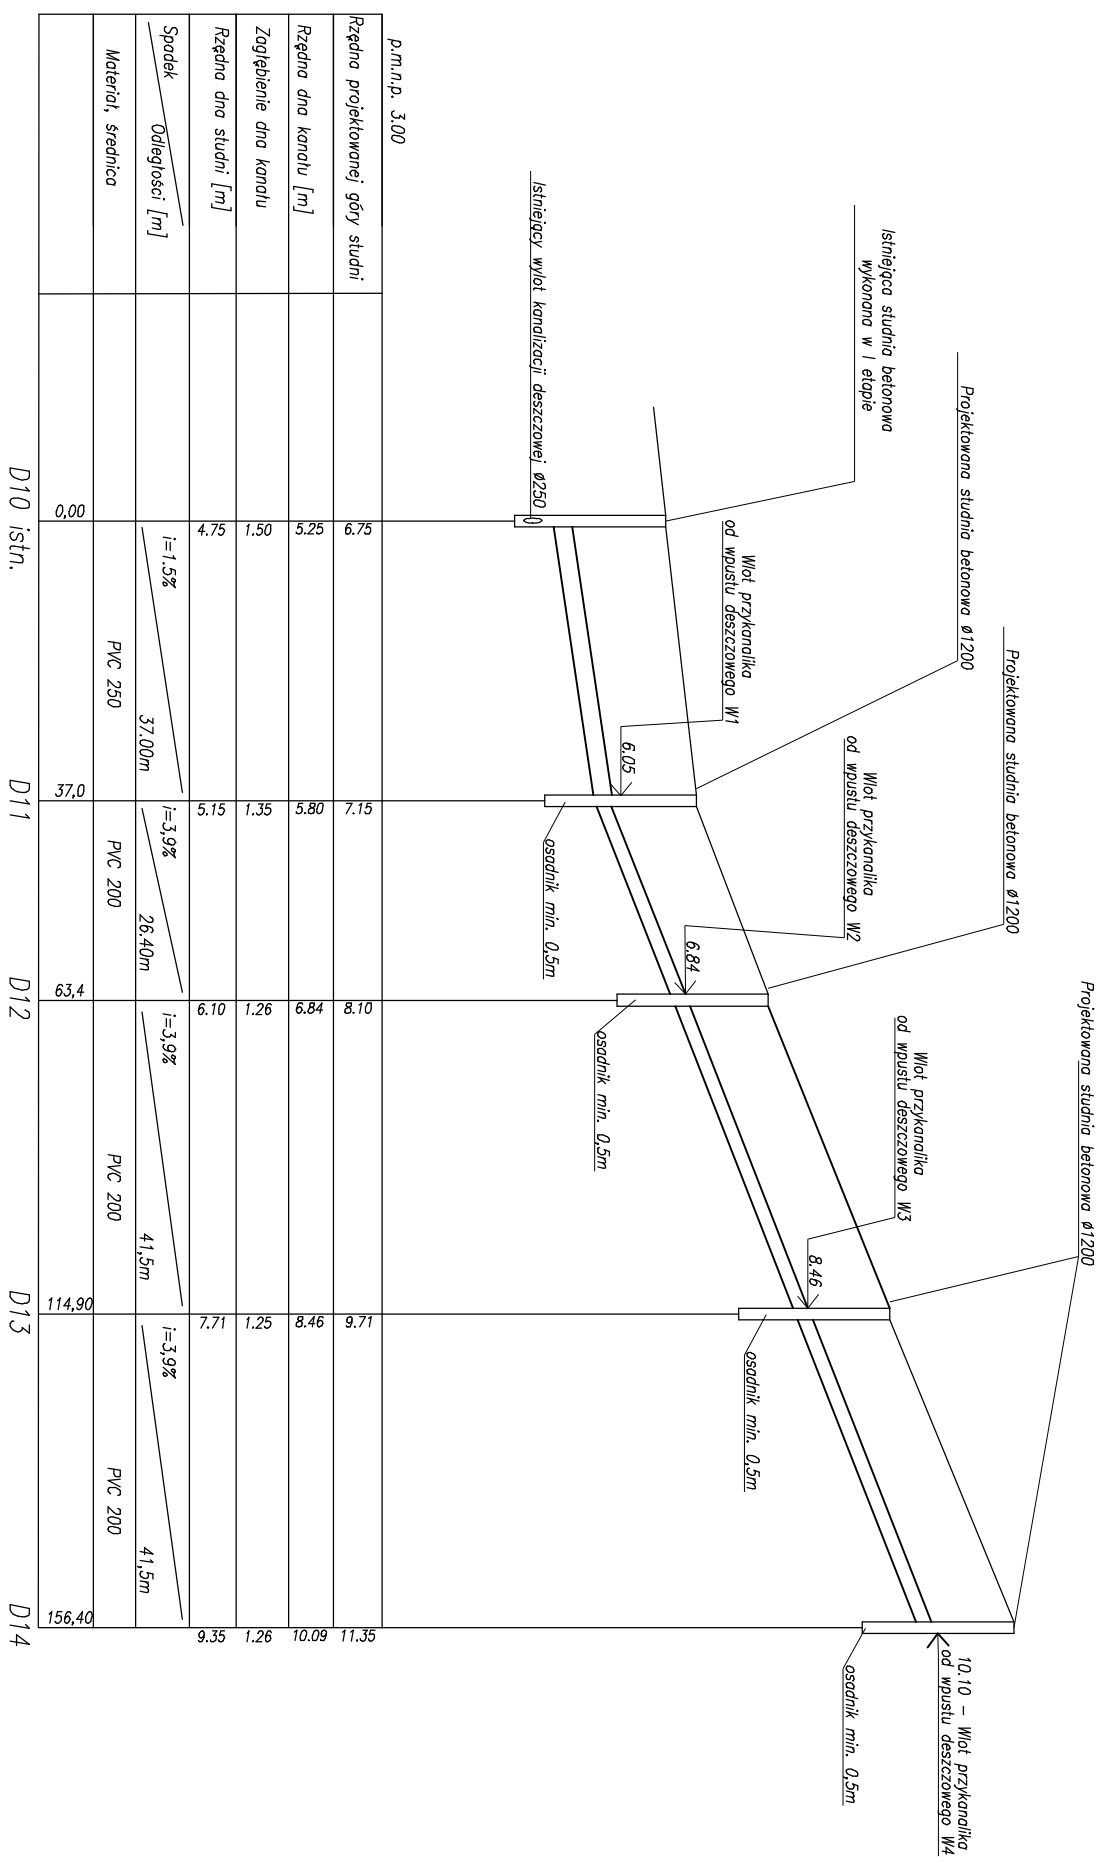 Projektowana studnia betonowa ø1200
Projektowana studnia betonowa ø1200
Projektowana studnia betonowa ø1200
Istniejąca studnia betonowa
wykonana w I etapie
Wlot przykanalika
od wpustu deszczowego W3
Wlot przykanalika
od wpustu deszczowego W2
Wlot przykanalika
od wpustu deszczowego W1
10.10 – Wlot przykanalika
od wpustu deszczowego W4
8.46
6.84
6.05
Istniejący wylot kanalizacji deszczowej ø250
osadnik min. 0,5m
osadnik min. 0,5m
osadnik min. 0,5m
osadnik min. 0,5m
p.m.n.p. 3.00
Rzędna projektowanej góry studni 6.75 7.15 8.10 9.71 11.35
Rzędna dna kanału [m] 5.25 5.80 6.84 8.46 10.09
Zagłębienie dna kanału 1.50 1.35 1.26 1.25 1.26
Rzędna dna studni [m] 4.75 5.15 6.10 7.71 9.35
Spadek i=1.5% i=3,9% i=3,9% i=3,9%
Odległości [m] 37.00m 26.40m 41,5m 41,5m
Materiał, średnica PVC 250 PVC 200 PVC 200 PVC 200
0,00 37,0 63,4 114,90 156,40
D10 istn. D11 D12 D13 D14